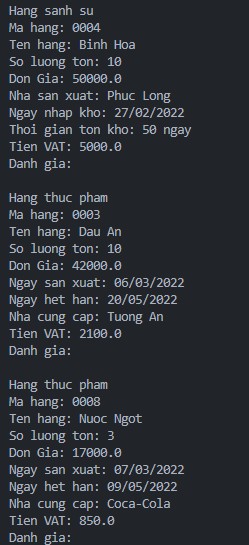 Hang sanh su
Ma hang: 0004
Ten hang: Binh Hoa
So luong ton: 10
Don Gia: 50000.0
Nha san xuat: Phuc Long
Ngay nhap kho: 27/02/2022
Thoi gian ton kho: 50 ngay
Tien VAT: 5000.0
Danh gia:

Hang thuc pham
Ma hang: 0003
Ten hang: Dau An
So luong ton: 10
Don Gia: 42000.0
Ngay san xuat: 06/03/2022
Ngay het han: 20/05/2022
Nha cung cap: Tuong An
Tien VAT: 2100.0
Danh gia:

Hang thuc pham
Ma hang: 0008
Ten hang: Nuoc Ngot
So luong ton: 3
Don Gia: 17000.0
Ngay san xuat: 07/03/2022
Ngay het han: 09/05/2022
Nha cung cap: Coca-Cola
Tien VAT: 850.0
Danh gia: